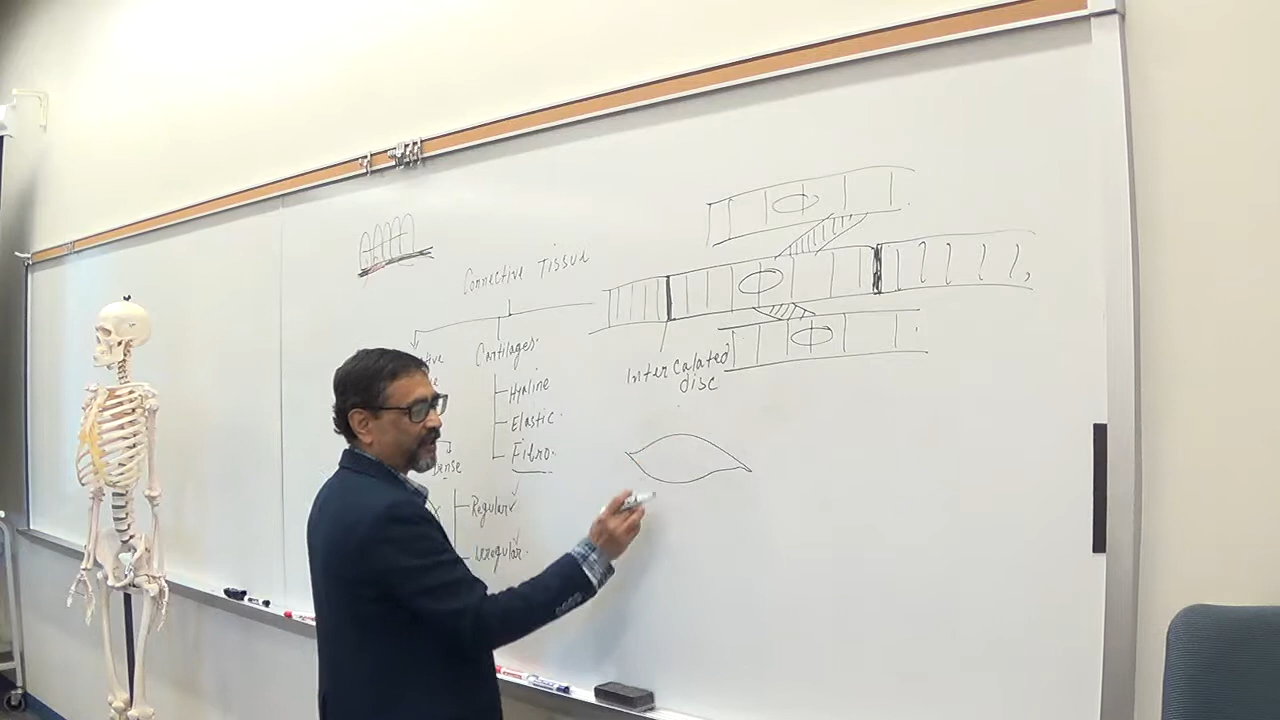 Connective Tissue
Cartilages.
Hyaline
Elastic.
Fibro.
Dense
Regular
Irregular.
Intercalated
disc